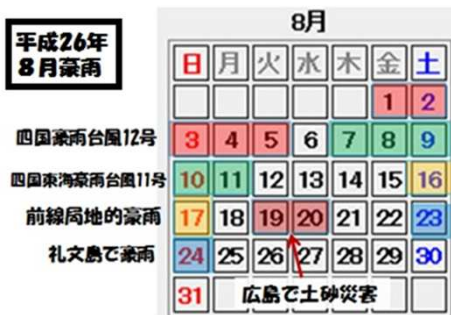 平成26年
8月豪雨
8月
日 月 火 水 木 金 土
1 2
四国豪雨台風12号 3 4 5 6 7 8 9
四国東海豪雨台風11号 10 11 12 13 14 15 16
前線局地的豪雨 17 18 19 20 21 22 23
礼文島で豪雨 24 25 26 27 28 29 30
31 広島で土砂災害